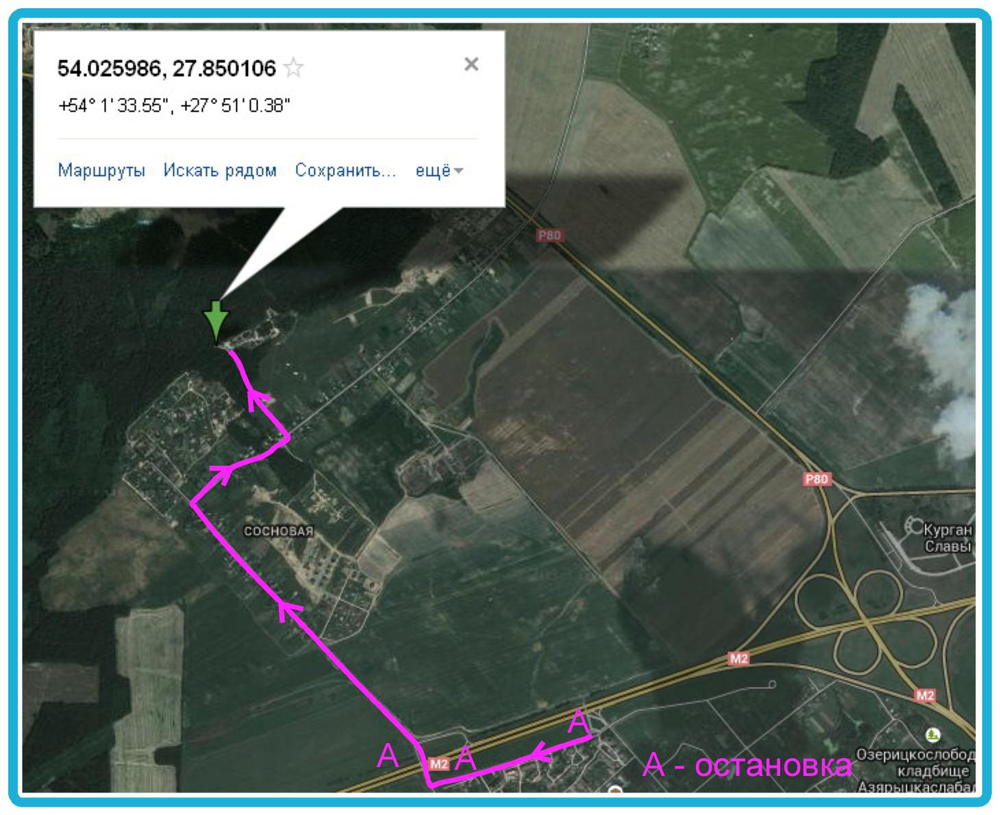 54.025986, 27.850106
+54° 1' 33.55", +27° 51' 0.38"
Маршруты Искать рядом Сохранить... ещё
P80
P80
Курган
Славы
СОСНОВАЯ
M2
M2
A
A
M2
A
A - остановка
Озерицкослобод
кладбище
Азярыцкаслабад